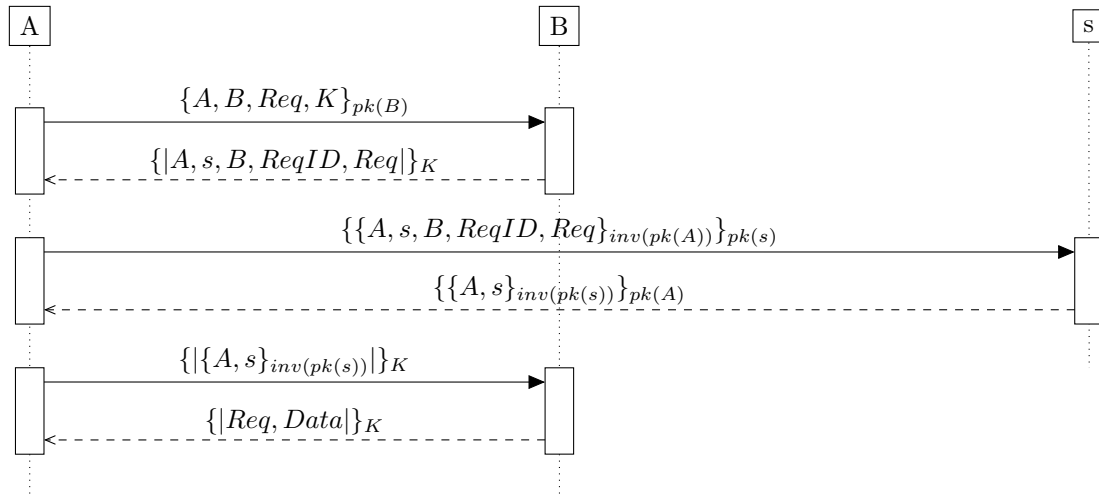 A B s
{A, B, Req, K}pk(B)
{|A, s, B, ReqID, Req|}K
{{A, s, B, ReqID, Req}inv(pk(A))}pk(s)
{{A, s}inv(pk(s))}pk(A)
{|{A, s}inv(pk(s))|}K
{|Req, Data|}K